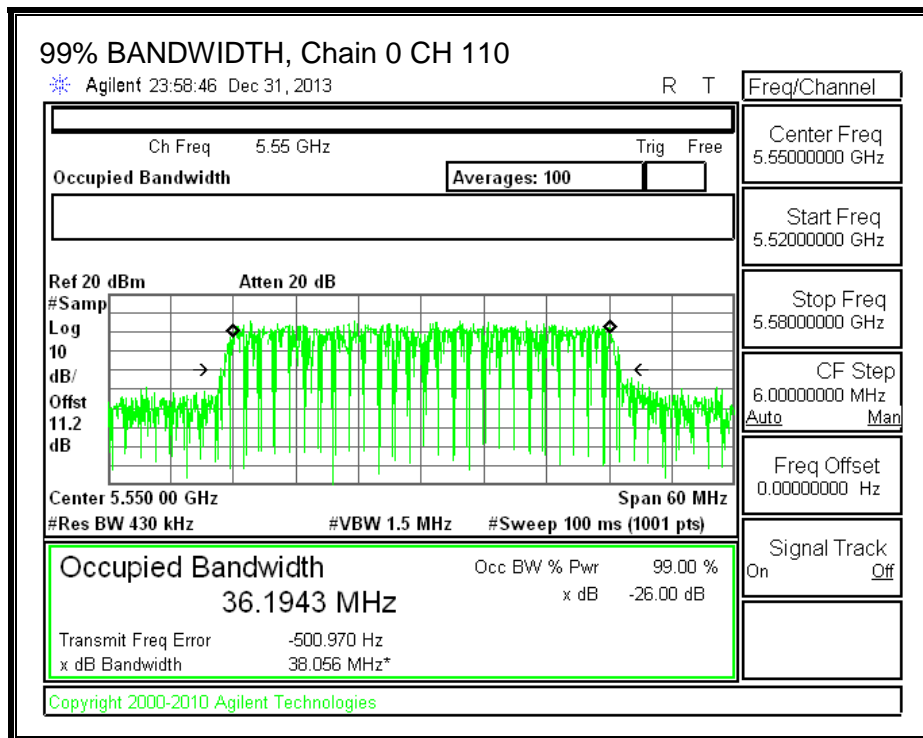 99% BANDWIDTH, Chain 0 CH 110
Agilent 23:58:46 Dec 31, 2013 R T
Ch Freq 5.55 GHz Trig Free
Occupied Bandwidth Averages: 100
Ref 20 dBm Atten 20 dB
#Samp
Log
10
dB/
Offst
11.2
dB
Center 5.550 00 GHz Span 60 MHz
#Res BW 430 kHz #VBW 1.5 MHz #Sweep 100 ms (1001 pts)
Occupied Bandwidth Occ BW % Pwr 99.00 %
36.1943 MHz x dB -26.00 dB
Transmit Freq Error -500.970 Hz
x dB Bandwidth 38.056 MHz*
Copyright 2000-2010 Agilent Technologies
Freq/Channel
Center Freq
5.55000000 GHz
Start Freq
5.52000000 GHz
Stop Freq
5.58000000 GHz
CF Step
6.00000000 MHz
Auto Man
Freq Offset
0.00000000 Hz
Signal Track
On Off